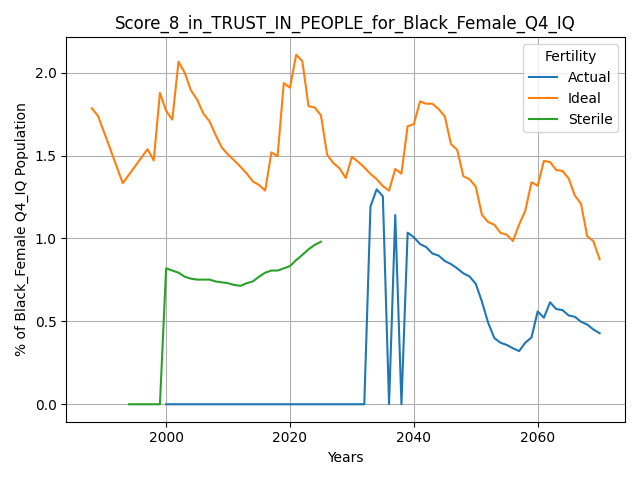 Score_8_in_TRUST_IN_PEOPLE_for_Black_Female_Q4_IQ
Fertility
Actual
Ideal
Sterile
% of Black_Female Q4_IQ Population
2.0
1.5
1.0
0.5
0.0
2000 2020 2040 2060
Years